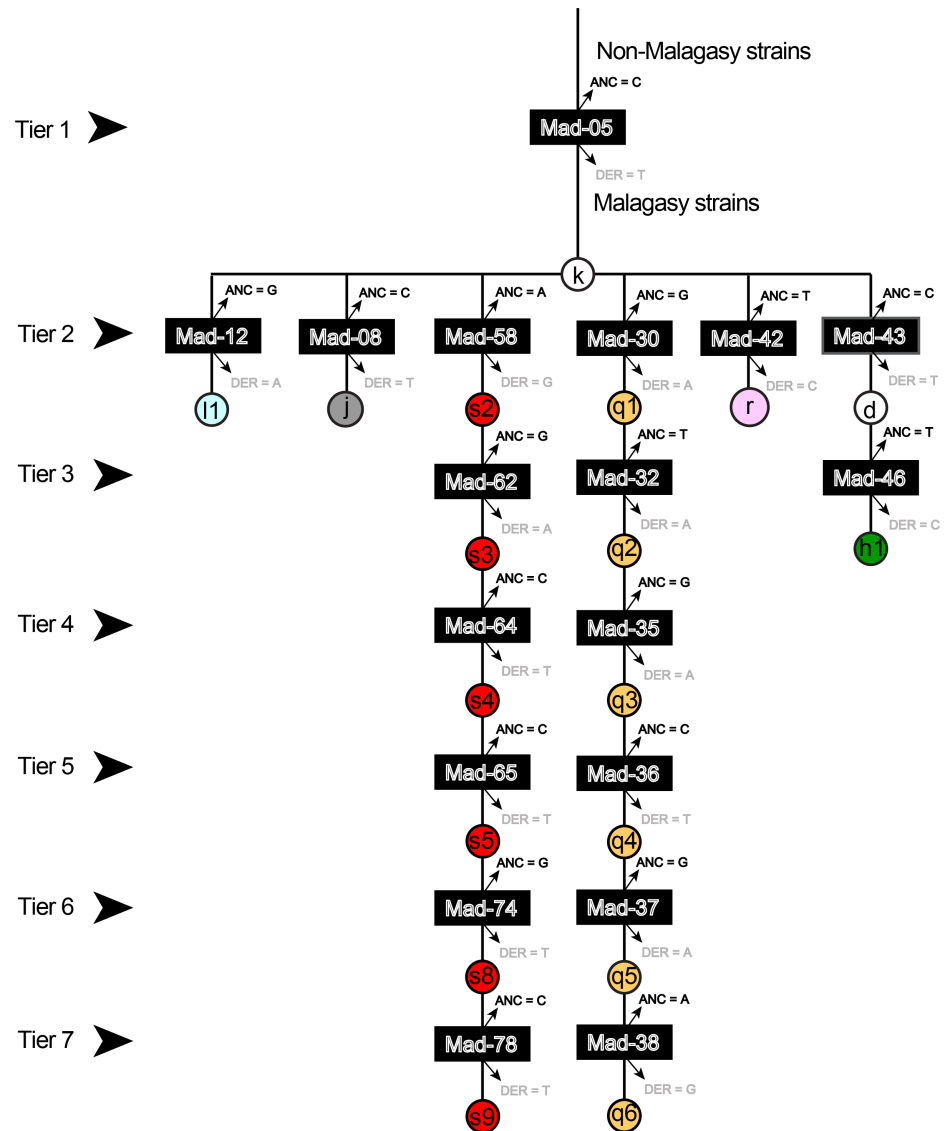 Non-Malagasy strains
ANC = C
Tier 1
Mad-05
DER = T
Malagasy strains
k
ANC = G
ANC = C
ANC = A
ANC = G
ANC = T
ANC = C
Tier 2
Mad-12
Mad-08
Mad-58
Mad-30
Mad-42
Mad-43
DER = A
DER = T
DER = G
DER = A
DER = C
DER = T
l1
j
s2
q1
r
d
ANC = G
ANC = T
ANC = T
Tier 3
Mad-62
Mad-32
Mad-46
DER = A
DER = A
DER = C
s3
q2
h1
ANC = C
ANC = G
Tier 4
Mad-64
Mad-35
DER = T
DER = A
s4
q3
ANC = C
ANC = C
Tier 5
Mad-65
Mad-36
DER = T
DER = T
s5
q4
ANC = G
ANC = G
Tier 6
Mad-74
Mad-37
DER = T
DER = A
s8
q5
ANC = C
ANC = A
Tier 7
Mad-78
Mad-38
DER = T
DER = G
s9
q6